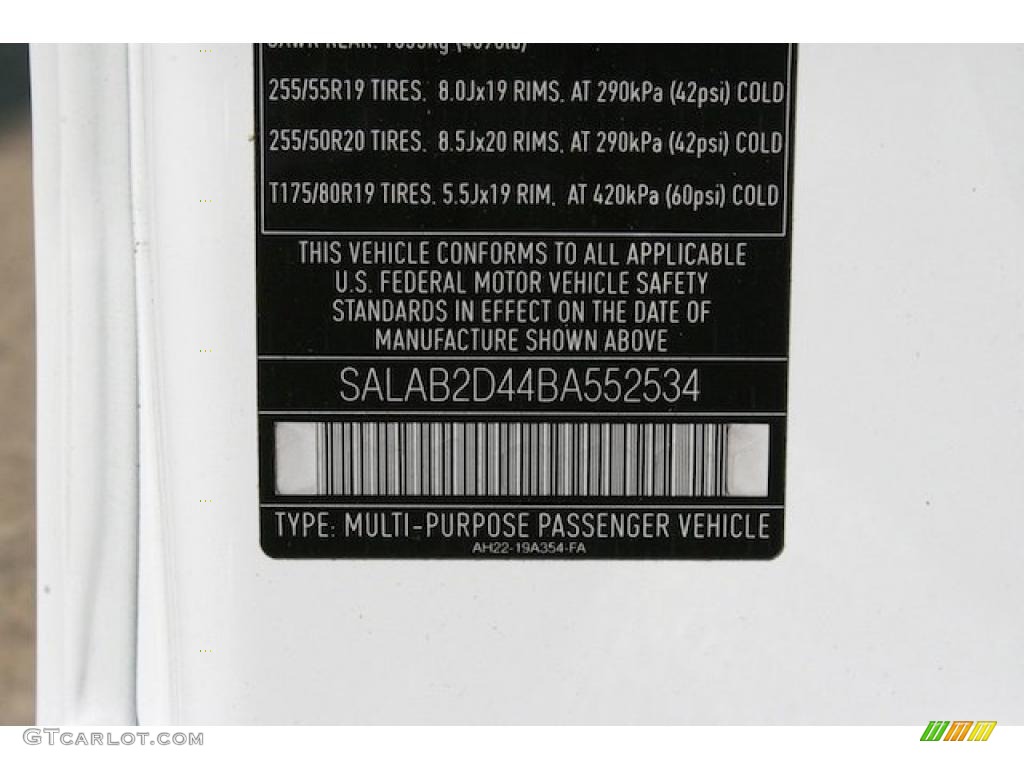 255/55R19 TIRES. 8.0Jx19 RIMS. AT 290kPa (42psi) COLD
255/50R20 TIRES. 8.5Jx20 RIMS. AT 290kPa (42psi) COLD
T175/80R19 TIRES. 5.5Jx19 RIM. AT 420kPa (60psi) COLD
THIS VEHICLE CONFORMS TO ALL APPLICABLE
U.S. FEDERAL MOTOR VEHICLE SAFETY
STANDARDS IN EFFECT ON THE DATE OF
MANUFACTURE SHOWN ABOVE
SALAB2D44BA552534
TYPE: MULTI-PURPOSE PASSENGER VEHICLE
AH22-19A354-FA
GTCARLOT.COM